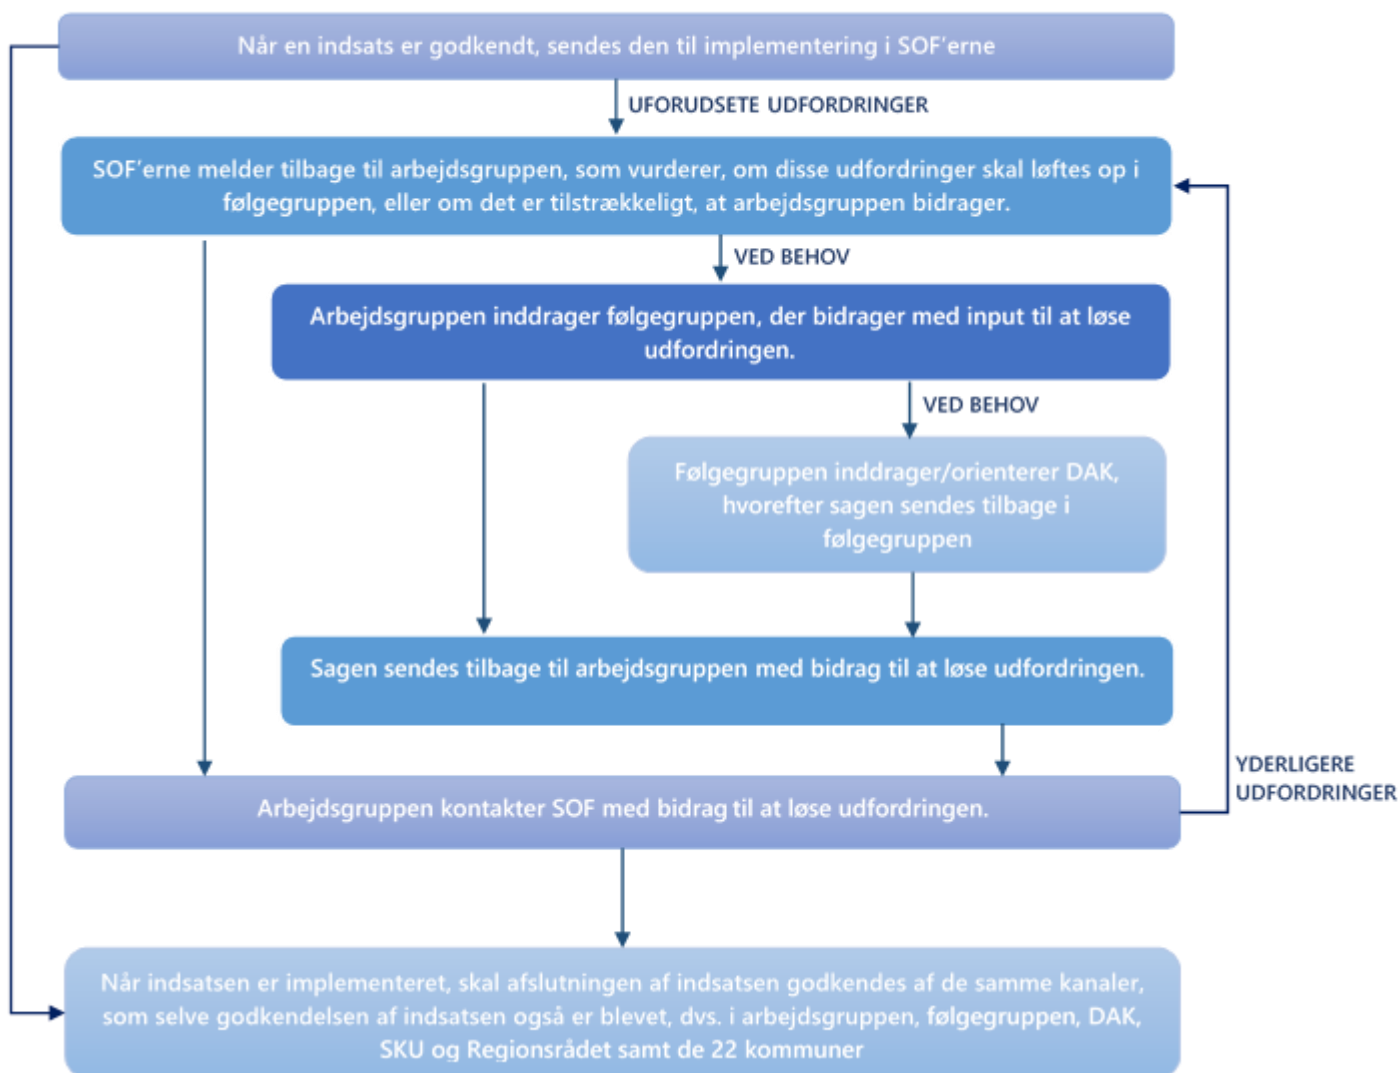 Når en indsats er godkendt, sendes den til implementering i SOF'erne
UFORUDSETE UDFORDRINGER
SOF'erne melder tilbage til arbejdsgruppen, som vurderer, om disse udfordringer skal løftes op i
følgegruppen, eller om det er tilstrækkeligt, at arbejdsgruppen bidrager.
VED BEHOV
Arbejdsgruppen inddrager følgegruppen, der bidrager med input til at løse
udfordringen.
VED BEHOV
Følgegruppen inddrager/orienterer DAK,
hvorefter sagen sendes tilbage i
følgegruppen
Sagen sendes tilbage til arbejdsgruppen med bidrag til at løse udfordringen.
YDERLIGERE
UDFORDRINGER
Arbejdsgruppen kontakter SOF med bidrag til at løse udfordringen.
Når indsatsen er implementeret, skal afslutningen af indsatsen godkendes af de samme kanaler,
som selve godkendelsen af indsatsen også er blevet, dvs. i arbejdsgruppen, følgegruppen, DAK,
SKU og Regionsrådet samt de 22 kommuner